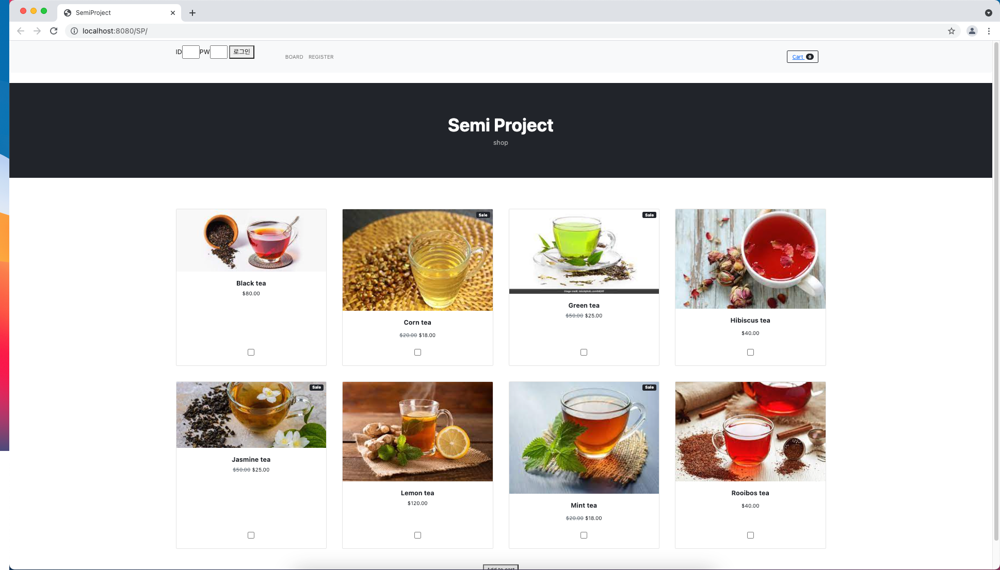 SemiProject
localhost:8080/SP/
ID PW 로그인
BOARD REGISTER
Cart 0
Semi Project
shop
Black tea
$80.00
Sale
Corn tea
$20.00 $18.00
Sale
Green tea
$50.00 $25.00
Hibiscus tea
$40.00
Sale
Jasmine tea
$50.00 $25.00
Lemon tea
$120.00
Sale
Mint tea
$20.00 $18.00
Rooibos tea
$40.00
Add to cart